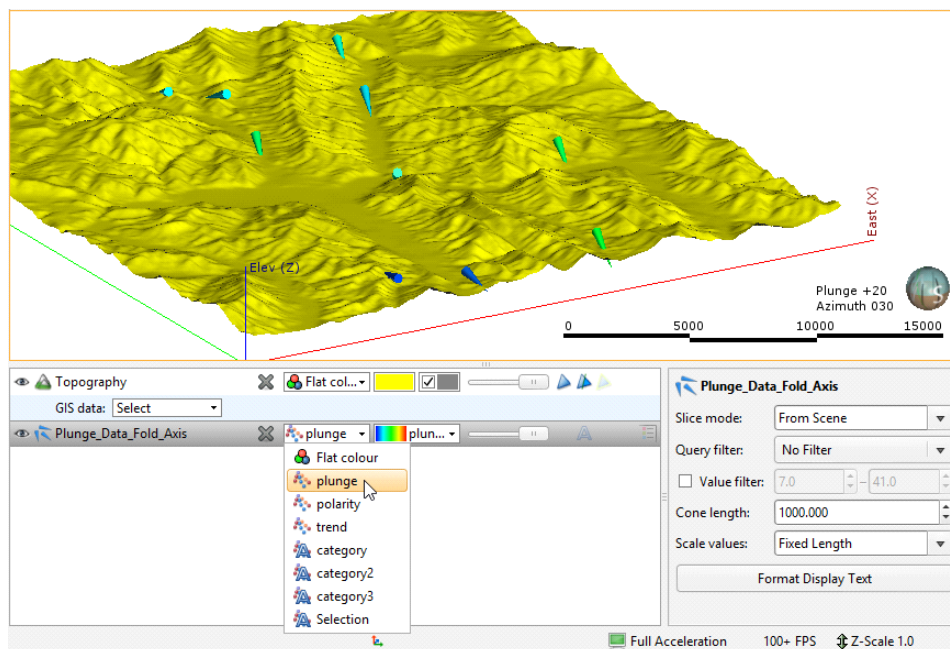 East (X)
Elev (Z)
Plunge +20
Azimuth 030
S
0 5000 10000 15000
Topography Flat col...
GIS data: Select
Plunge_Data_Fold_Axis plunge plun...
Flat colour
plunge
polarity
trend
category
category2
category3
Selection
Plunge_Data_Fold_Axis
Slice mode: From Scene
Query filter: No Filter
Value filter: 7.0 – 41.0
Cone length: 1000.000
Scale values: Fixed Length
Format Display Text
Full Acceleration 100+ FPS Z-Scale 1.0